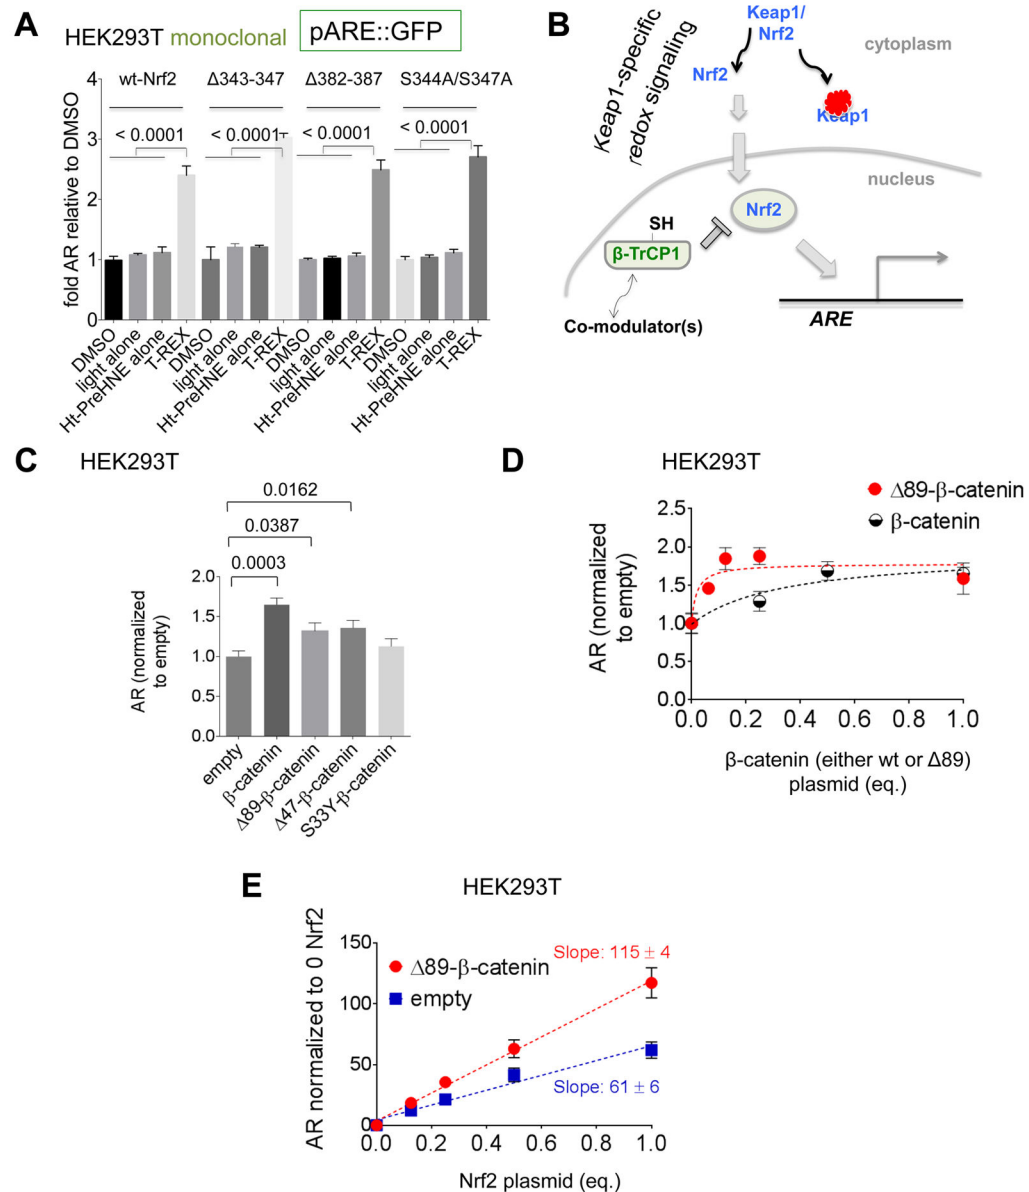 A
HEK293T monoclonal pARE::GFP
wt-Nrf2 Δ343-347 Δ382-387 S344A/S347A
< 0.0001 < 0.0001 < 0.0001 < 0.0001
fold AR relative to DMSO
4
3
2
1
0
DMSO
light alone
Ht-PreHNE alone
T-REX
DMSO
light alone
Ht-PreHNE alone
T-REX
DMSO
light alone
Ht-PreHNE alone
T-REX
DMSO
light alone
Ht-PreHNE alone
T-REX
B
Keap1-specific
redox signaling
Keap1/
Nrf2
cytoplasm
Nrf2
Keap1
nucleus
Nrf2
SH
β-TrCP1
Co-modulator(s)
ARE
C
HEK293T
0.0162
0.0387
0.0003
AR (normalized
to empty)
2.0
1.5
1.0
0.5
0.0
empty
β-catenin
Δ89-β-catenin
Δ47-β-catenin
S33Y-β-catenin
D
HEK293T
Δ89-β-catenin
β-catenin
AR (normalized
to empty)
2.5
2.0
1.5
1.0
0.5
0.0
0.0 0.2 0.4 0.6 0.8 1.0
β-catenin (either wt or Δ89)
plasmid (eq.)
E
HEK293T
AR normalized to 0 Nrf2
150
100
50
0
Δ89-β-catenin
empty
Slope: 115 ± 4
Slope: 61 ± 6
0.0 0.2 0.4 0.6 0.8 1.0
Nrf2 plasmid (eq.)